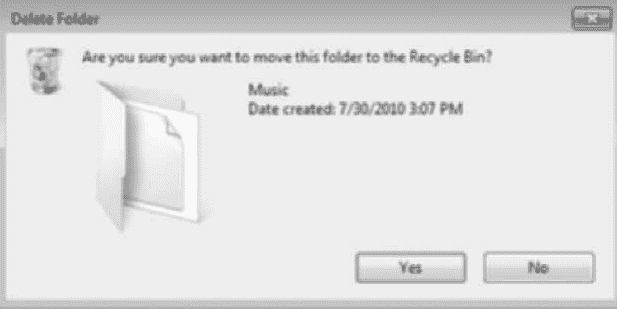 Delete Folder
Are you sure you want to move this folder to the Recycle Bin?
Music
Date created: 7/30/2010 3:07 PM
Yes
No